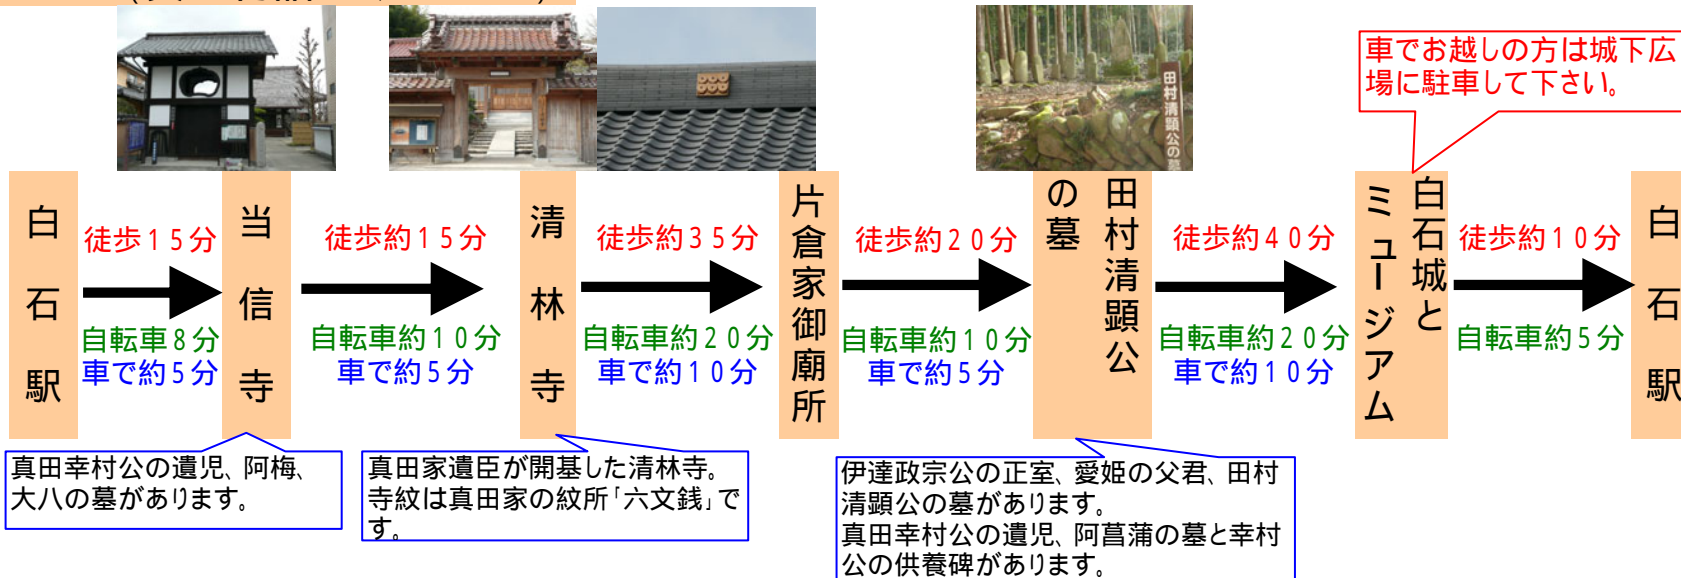 車でお越しの方は城下広
場に駐車して下さい。
田村清顕公の墓
白石駅
徒歩15分
自転車8分
車で約5分
当信寺
徒歩約15分
自転車約10分
車で約5分
清林寺
徒歩約35分
自転車約20分
車で約10分
片倉家御廟所
徒歩約20分
自転車約10分
車で約5分
田村清顕公
の墓
徒歩約40分
自転車約20分
車で約10分
白石城と
ミュージアム
徒歩約10分
自転車約5分
白石駅
真田幸村公の遺児、阿梅、
大八の墓があります。
真田家遺臣が開基した清林寺。
寺紋は真田家の紋所「六文銭」で
す。
伊達政宗公の正室、愛姫の父君、田村
清顕公の墓があります。
真田幸村公の遺児、阿菖蒲の墓と幸村
公の供養碑があります。